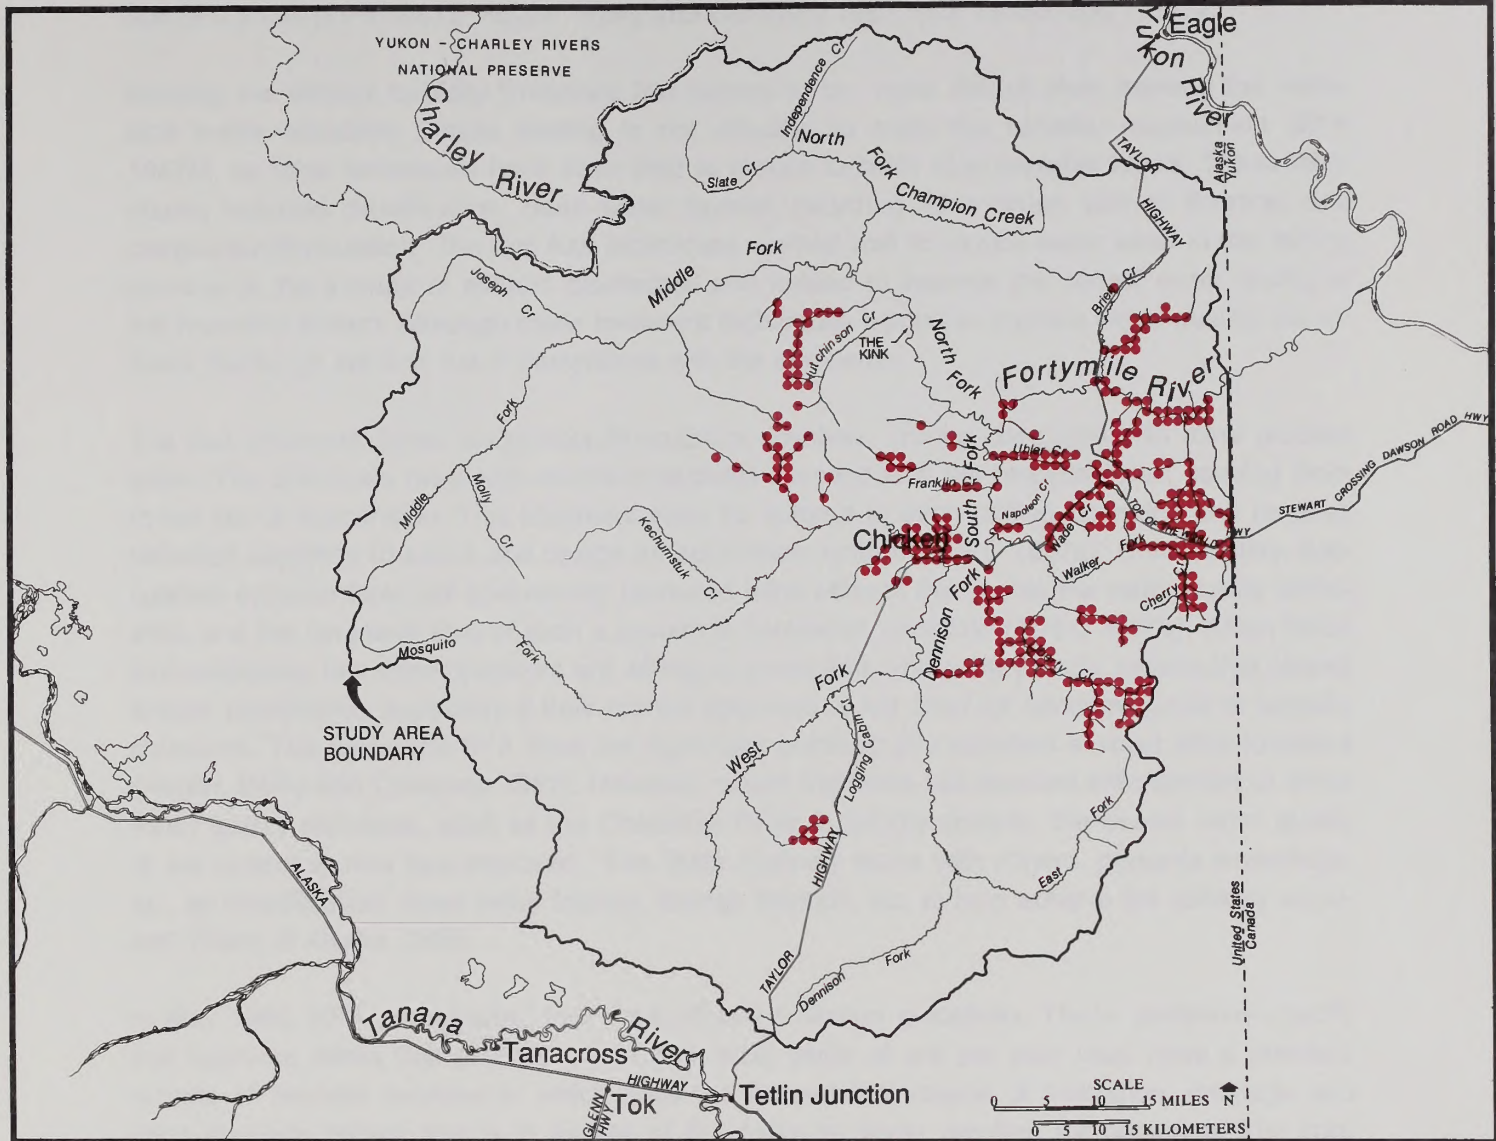 YUKON - CHARLEY RIVERS
NATIONAL PRESERVE
Charley River
Yukon River
Eagle
Alaska
Yukon
TAYLOR
HIGHWAY
Independence Cr
North Fork
Slate Cr
Champion Creek
Middle Fork
Joseph Cr
Hutchinson Cr
THE
KINK
North Fork
Brier Cr
Fortymile River
Middle Fork
Molly Cr
Kechumstuk Cr
Uhler Cr
Franklin Cr
South Fork
Napoleon Cr
Wade Cr
TOP OF THE WORLD HWY
STEWART CROSSING DAWSON ROAD HWY
Chicken
Walker Fork
Cherry Cr
Mosquito Fork
Dennison Fork
ty Cr
STUDY AREA
BOUNDARY
West Fork
Logging Cabin Cr
TAYLOR HIGHWAY
East Fork
Dennison Fork
United States
Canada
ALASKA
HIGHWAY
Tanana River
Tanacross
Tok
GLENN
HWY
Tetlin Junction
SCALE
0 5 10 15 MILES N
0 5 10 15 KILOMETERS